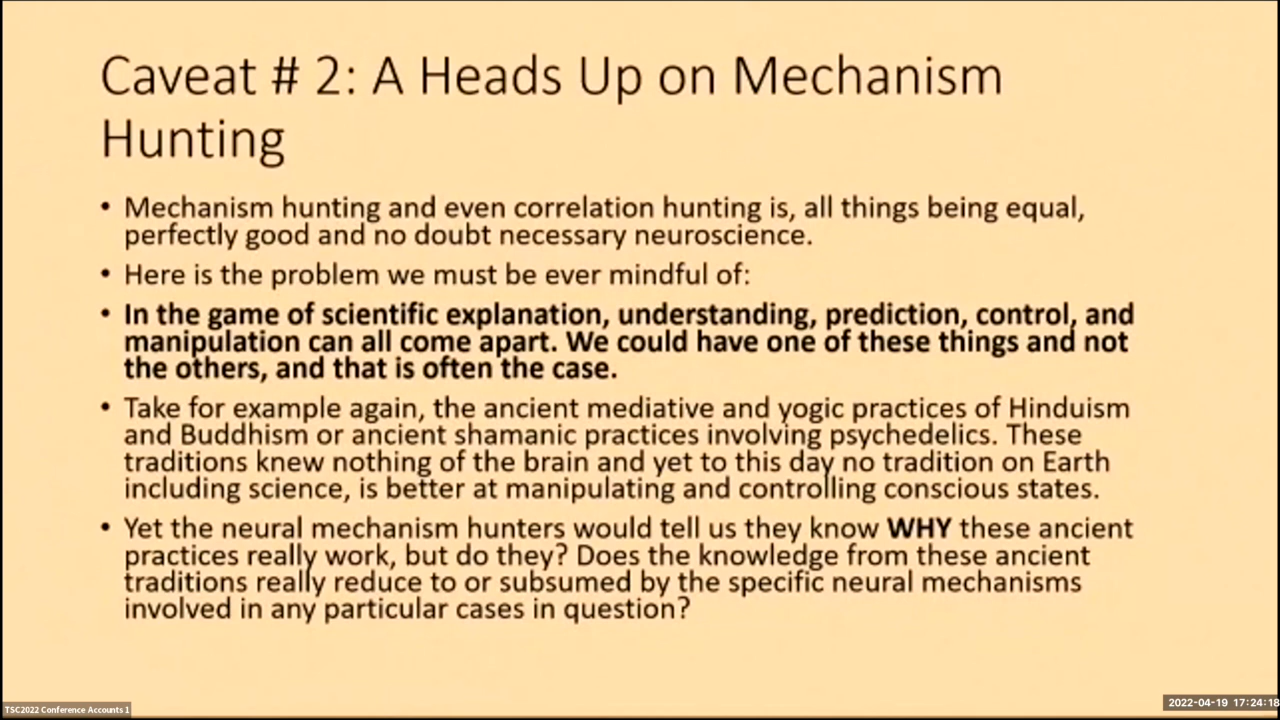 Caveat # 2: A Heads Up on Mechanism
Hunting
• Mechanism hunting and even correlation hunting is, all things being equal,
perfectly good and no doubt necessary neuroscience.
• Here is the problem we must be ever mindful of:
• In the game of scientific explanation, understanding, prediction, control, and
manipulation can all come apart. We could have one of these things and not
the others, and that is often the case.
• Take for example again, the ancient mediative and yogic practices of Hinduism
and Buddhism or ancient shamanic practices involving psychedelics. These
traditions knew nothing of the brain and yet to this day no tradition on Earth
including science, is better at manipulating and controlling conscious states.
• Yet the neural mechanism hunters would tell us they know WHY these ancient
practices really work, but do they? Does the knowledge from these ancient
traditions really reduce to or subsumed by the specific neural mechanisms
involved in any particular cases in question?
TSC2022 Conference Accounts 1
2022-04-19 17:24:18